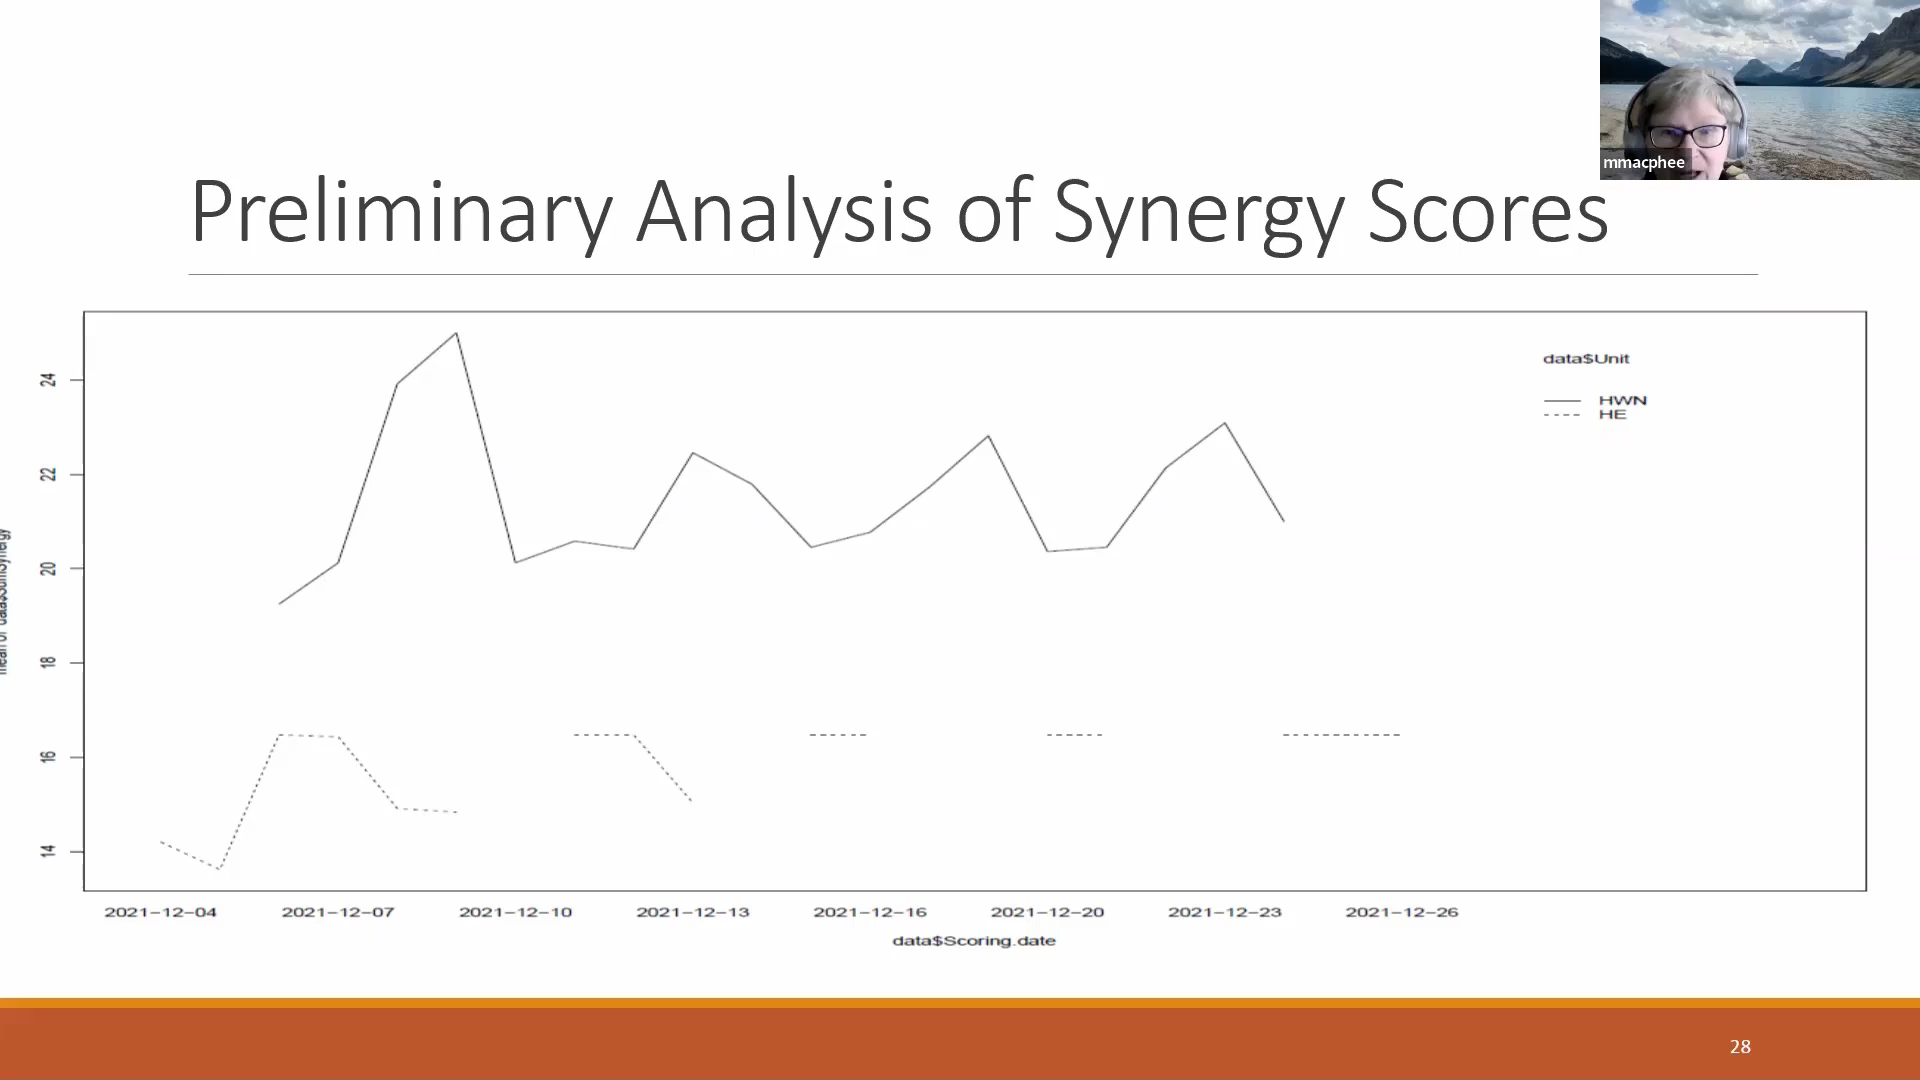 mmacphee
Preliminary Analysis of Synergy Scores
data$Unit
HWN
HE
24
22
20
18
16
14
2021-12-04 2021-12-07 2021-12-10 2021-12-13 2021-12-16 2021-12-20 2021-12-23 2021-12-26
data$Scoring.date
28